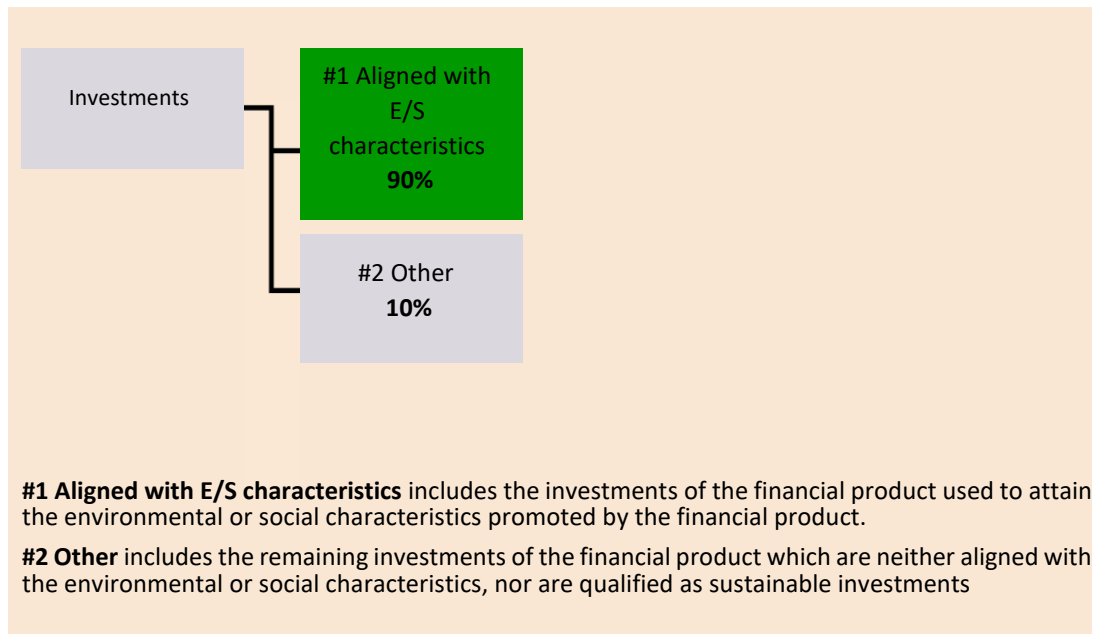 Investments
#1 Aligned with
E/S
characteristics
90%
#2 Other
10%
#1 Aligned with E/S characteristics includes the investments of the financial product used to attain
the environmental or social characteristics promoted by the financial product.
#2 Other includes the remaining investments of the financial product which are neither aligned with
the environmental or social characteristics, nor are qualified as sustainable investments